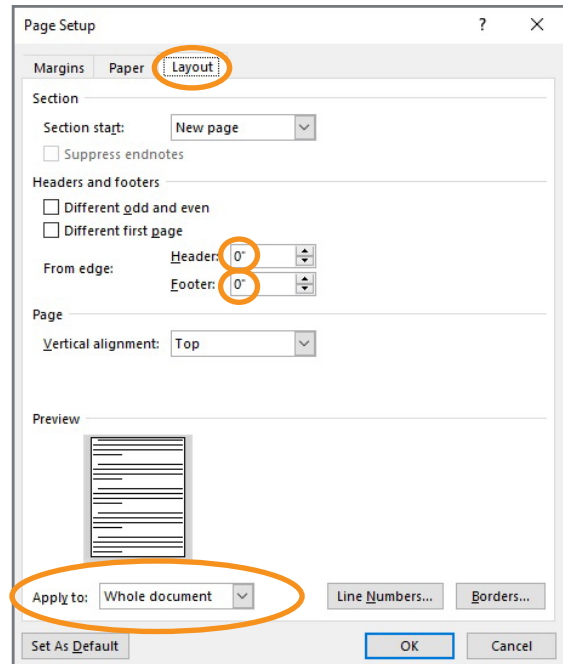 Page Setup ? ×
Margins Paper Layout
Section
Section start: New page
Suppress endnotes
Headers and footers
Different odd and even
Different first page
From edge:
Header: 0"
Footer: 0"
Page
Vertical alignment: Top
Preview
Apply to: Whole document Line Numbers... Borders...
Set As Default OK Cancel